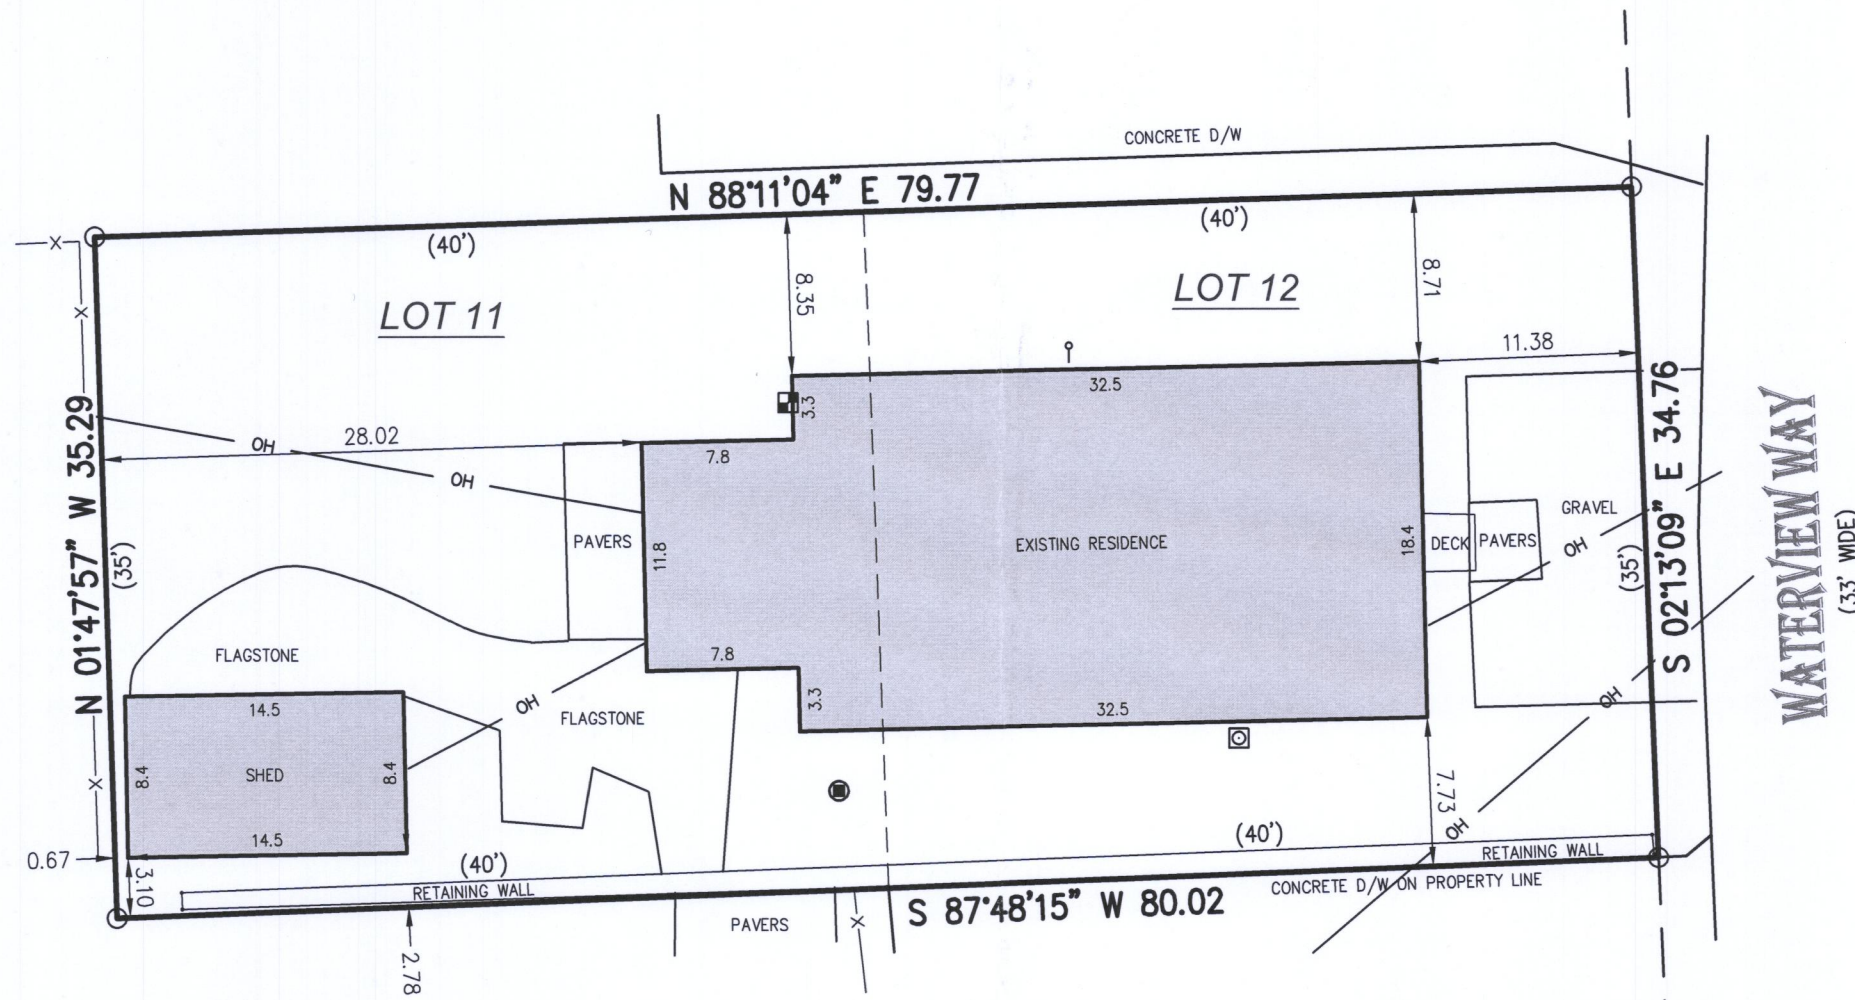 CONCRETE D/W
N 88°11'04" E 79.77
(40')
(40')
X
X
LOT 11
LOT 12
8.35
8.71
11.38
32.5
3.3
28.02
OH
OH
7.8
N 01°47'57" W 35.29
(35')
PAVERS
11.8
EXISTING RESIDENCE
18.4
DECK
PAVERS
GRAVEL
OH
(35')
S 02°13'09" E 34.76
WATERVIEW WAY
(33' WIDE)
FLAGSTONE
7.8
3.3
32.5
OH
FLAGSTONE
OH
14.5
8.4
SHED
8.4
14.5
X
0.67
3.10
(40')
(40')
7.73
OH
RETAINING WALL
RETAINING WALL
CONCRETE D/W ON PROPERTY LINE
S 87°48'15" W 80.02
PAVERS
X
2.78